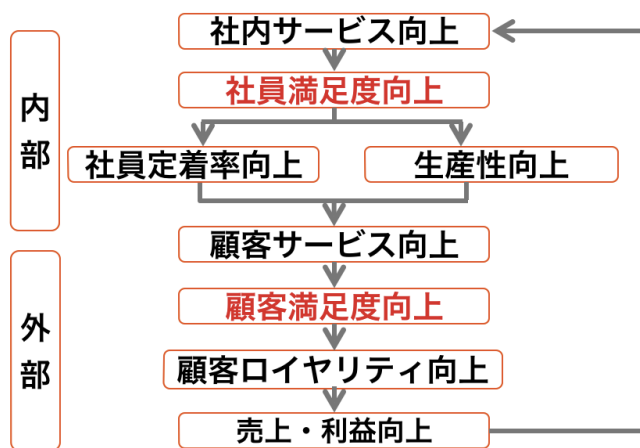 社内サービス向上
社員満足度向上
内部
社員定着率向上
生産性向上
顧客サービス向上
顧客満足度向上
外部
顧客ロイヤリティ向上
売上・利益向上